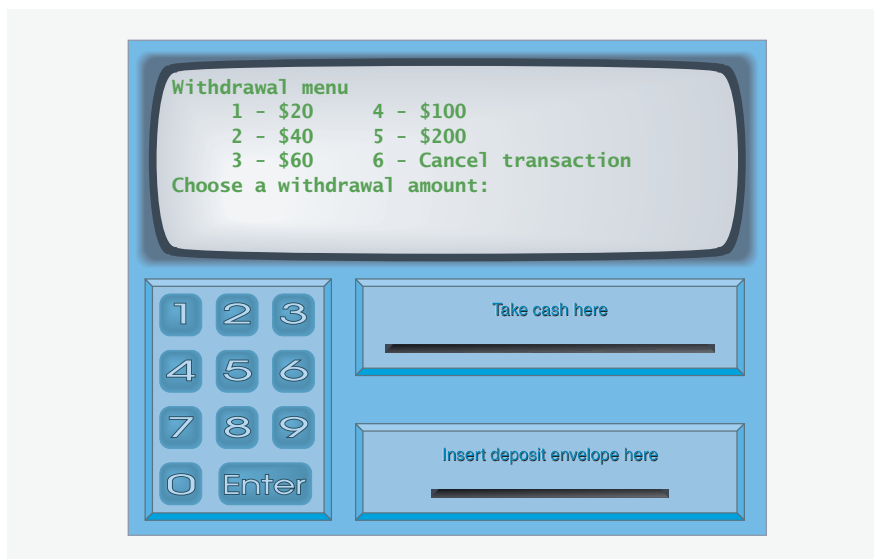 Withdrawal menu
1 - $20 4 - $100
2 - $40 5 - $200
3 - $60 6 - Cancel transaction
Choose a withdrawal amount:
1 2 3
Take cash here
4 5 6
7 8 9
Insert deposit envelope here
0 Enter